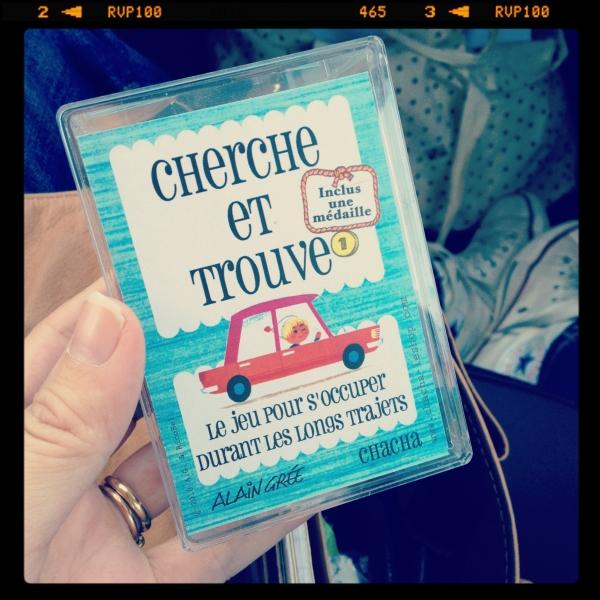 2 RVP100 465 3 RVP100
CHERCHE
ET
TROUVE
Inclus
une
médaille
1
LE JEU POUR S'OCCUPER
DURANT LES LONGS TRAJETS
CHACHA
ALAIN GRÉE